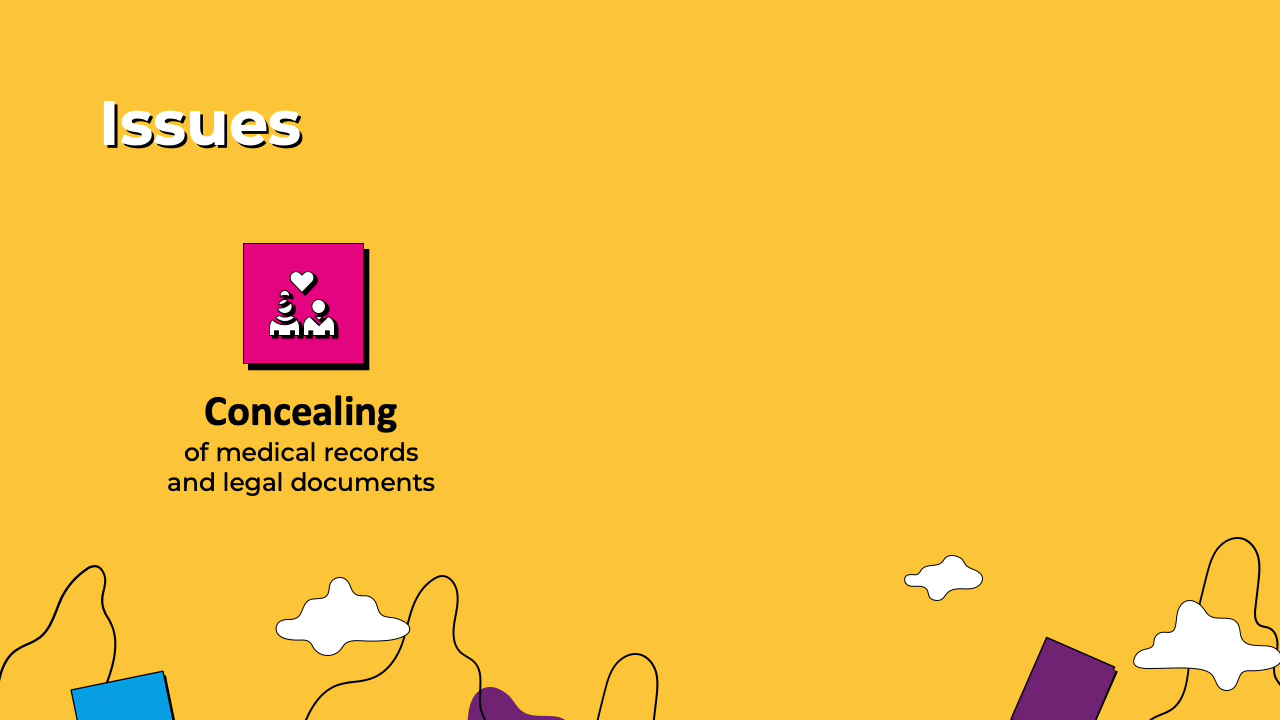 Issues
Concealing
of medical records
and legal documents